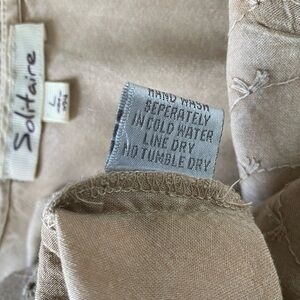 Solitaire
L
HAND WASH
SEPERATELY
IN COLD WATER
LINE DRY
NO TUMBLE DRY